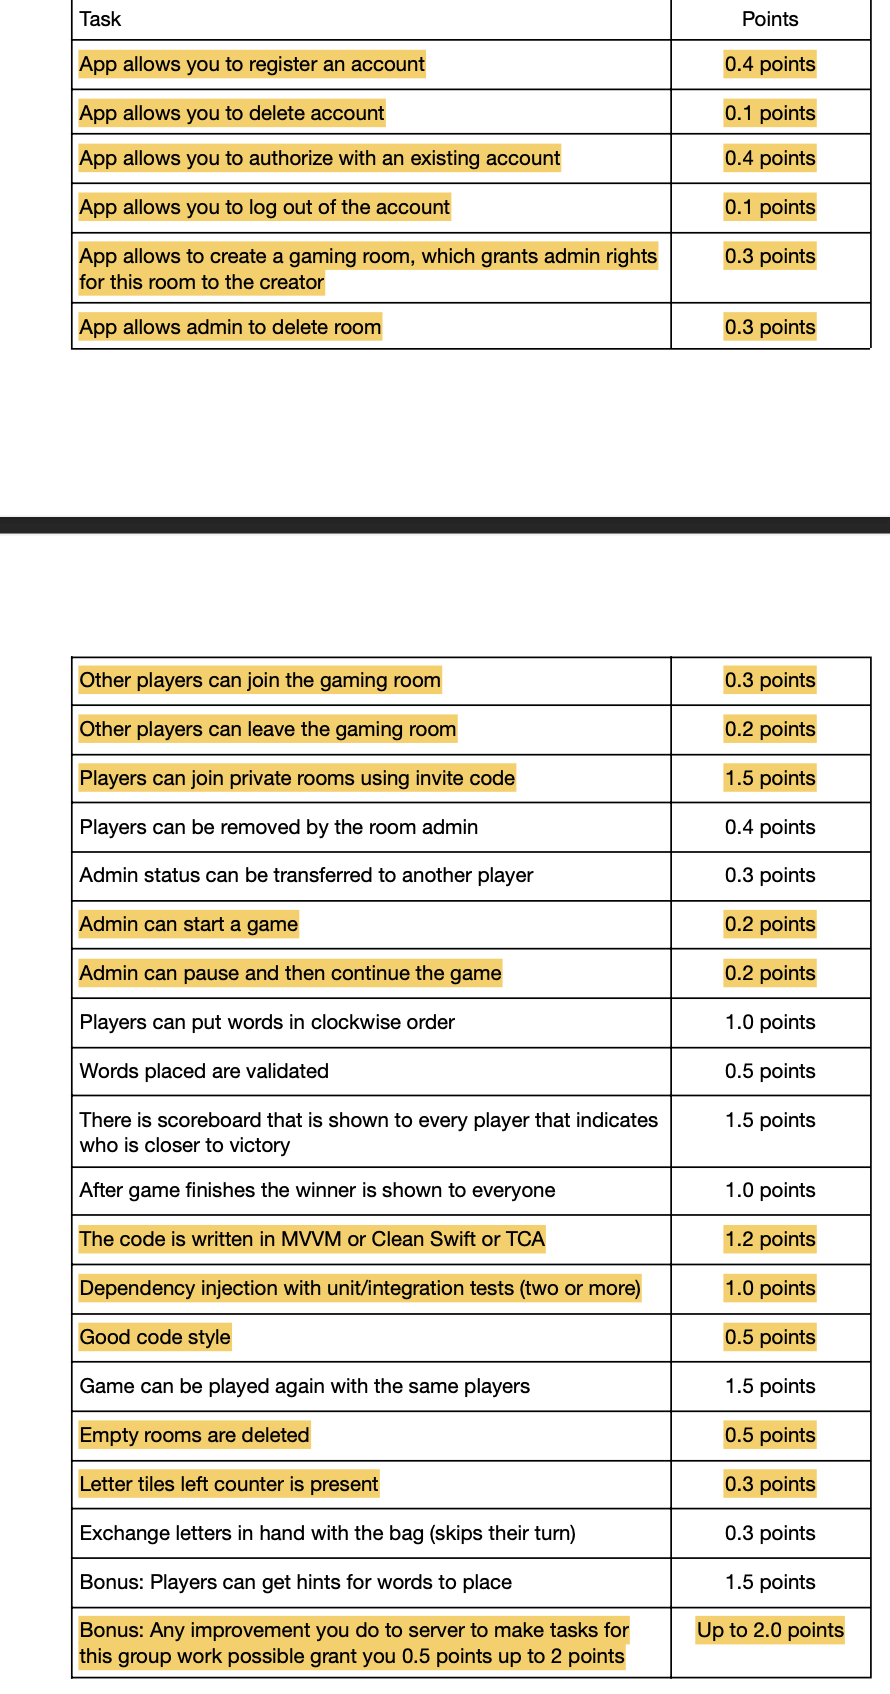 Task Points
App allows you to register an account 0.4 points
App allows you to delete account 0.1 points
App allows you to authorize with an existing account 0.4 points
App allows you to log out of the account 0.1 points
App allows to create a gaming room, which grants admin rights 0.3 points
for this room to the creator
App allows admin to delete room 0.3 points
Other players can join the gaming room 0.3 points
Other players can leave the gaming room 0.2 points
Players can join private rooms using invite code 1.5 points
Players can be removed by the room admin 0.4 points
Admin status can be transferred to another player 0.3 points
Admin can start a game 0.2 points
Admin can pause and then continue the game 0.2 points
Players can put words in clockwise order 1.0 points
Words placed are validated 0.5 points
There is scoreboard that is shown to every player that indicates 1.5 points
who is closer to victory
After game finishes the winner is shown to everyone 1.0 points
The code is written in MVVM or Clean Swift or TCA 1.2 points
Dependency injection with unit/integration tests (two or more) 1.0 points
Good code style 0.5 points
Game can be played again with the same players 1.5 points
Empty rooms are deleted 0.5 points
Letter tiles left counter is present 0.3 points
Exchange letters in hand with the bag (skips their turn) 0.3 points
Bonus: Players can get hints for words to place 1.5 points
Bonus: Any improvement you do to server to make tasks for Up to 2.0 points
this group work possible grant you 0.5 points up to 2 points